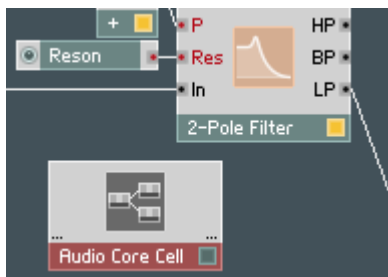 +
P HP
Reson Res BP
In LP
2-Pole Filter
... ...
Audio Core Cell